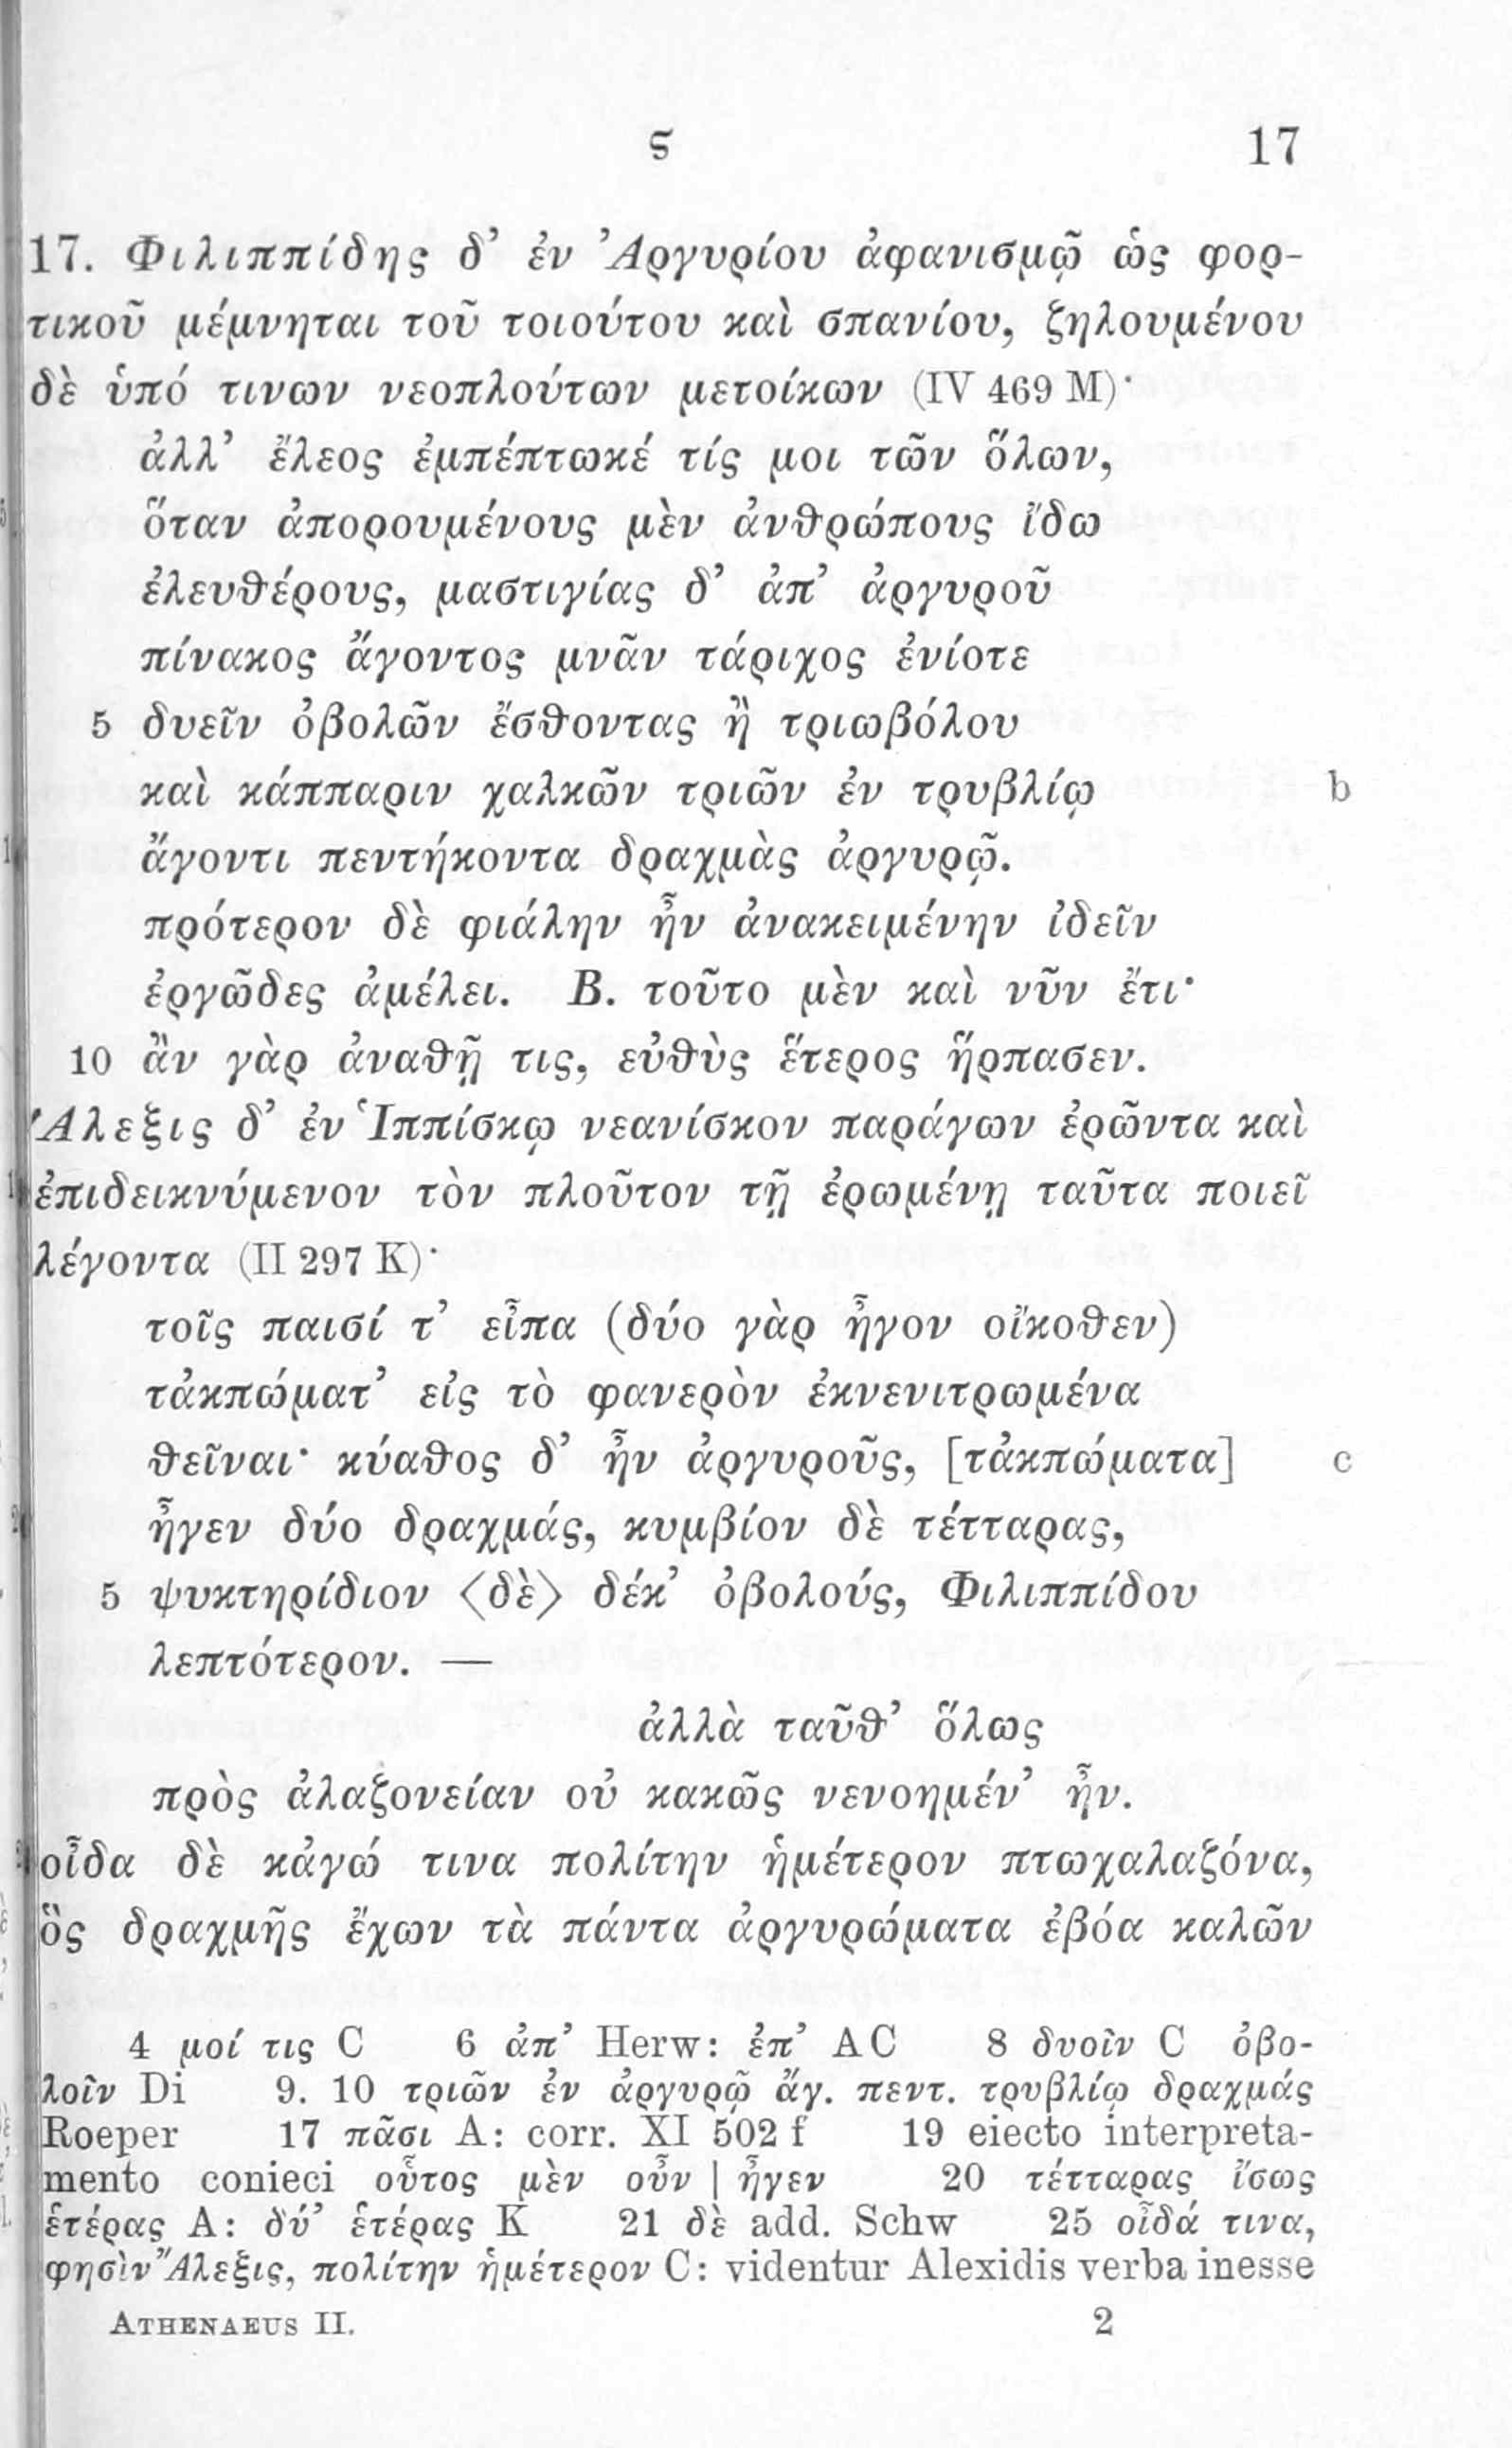 ς 17
17. Φιλιππίδης δ’ ἐν Ἀργυρίου ἀφανισμῷ ὡς φορ-
τικοῦ μέμνηται τοῦ τοιούτου καὶ σπανίου, ζηλουμένου
δὲ ὑπό τινων νεοπλούτων μετοίκων (IV 469 M)·
ἀλλ’ ἔλεος ἐμπέπτωκέ τίς μοι τῶν ὅλων,
ὅταν ἀπορουμένους μὲν ἀνθρώπους ἴδω
ἐλευθέρους, μαστιγίας δ’ ἀπ’ ἀργυροῦ
πίνακος ἄγοντος μνᾶν τάριχος ἐνίοτε
5 δυεῖν ὀβολῶν ἔσθοντας ἢ τριωβόλου
καὶ κάππαριν χαλκῶν τριῶν ἐν τρυβλίῳ b
ἄγοντι πεντήκοντα δραχμὰς ἀργυρῷ.
πρότερον δὲ φιάλην ἦν ἀνακειμένην ἰδεῖν
ἐργῶδες ἀμέλει. B. τοῦτο μὲν καὶ νῦν ἔτι·
10 ἂν γὰρ ἀναθῇ τις, εὐθὺς ἕτερος ἥρπασεν.
Ἄλεξις δ’ ἐν Ἱππίσκῳ νεανίσκον παράγων ἐρῶντα καὶ
ἐπιδεικνύμενον τὸν πλοῦτον τῇ ἐρωμένῃ ταῦτα ποιεῖ
λέγοντα (II 297 K)·
τοῖς παισί τ’ εἶπα (δύο γὰρ ἦγον οἴκοθεν)
τἀκπώματ’ εἰς τὸ φανερὸν ἐκνενιτρωμένα
θεῖναι· κύαθος δ’ ἦν ἀργυροῦς, [τἀκπώματα] c
ἦγεν δύο δραχμάς, κυμβίον δὲ τέτταρας,
5 ψυκτηρίδιον <δὲ> δέκ’ ὀβολούς, Φιλιππίδου
λεπτότερον. —
ἀλλὰ ταῦθ’ ὅλως
πρὸς ἀλαζονείαν οὐ κακῶς νενοημέν’ ἦν.
οἶδα δὲ κἀγώ τινα πολίτην ἡμέτερον πτωχαλαζόνα,
ὃς δραχμῆς ἔχων τὰ πάντα ἀργυρώματα ἐβόα καλῶν
4 μοί τις C 6 ἀπ’ Herw: ἐπ’ AC 8 δυοῖν C ὀβο-
λοῖν Di 9. 10 τριῶν ἐν ἀργυρῷ ἄγ. πεντ. τρυβλίῳ δραχμάς
Roeper 17 πᾶσι A: corr. XI 502 f 19 eiecto interpreta-
mento conieci οὗτος μὲν οὖν | ἦγεν 20 τέτταρας ἴσως
ἑτέρας A: δύ’ ἑτέρας K 21 δὲ add. Schw 25 οἶδά τινα,
φησὶν Ἄλεξις, πολίτην ἡμέτερον C: videntur Alexidis verba inesse
ATHENAEUS II. 2